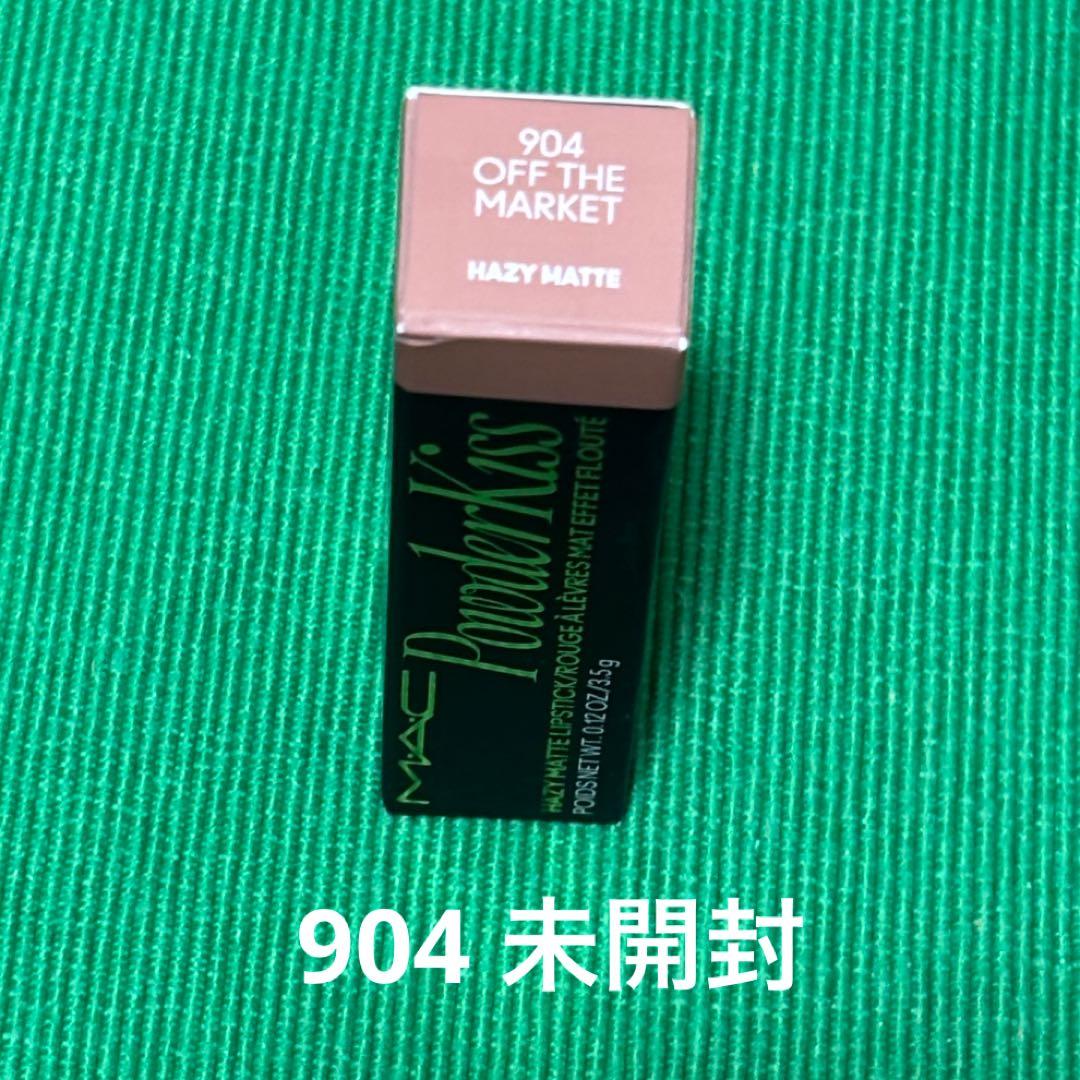 904
OFF THE
MARKET
HAZY MATTE
M·A·C
PowderKiss
HAZY MATTE LIPSTICK/ROUGE À LÈVRES MAT EFFET FLOUTÉ
POIDS NET WT. 0.12 OZ/3.5 g
904 未開封